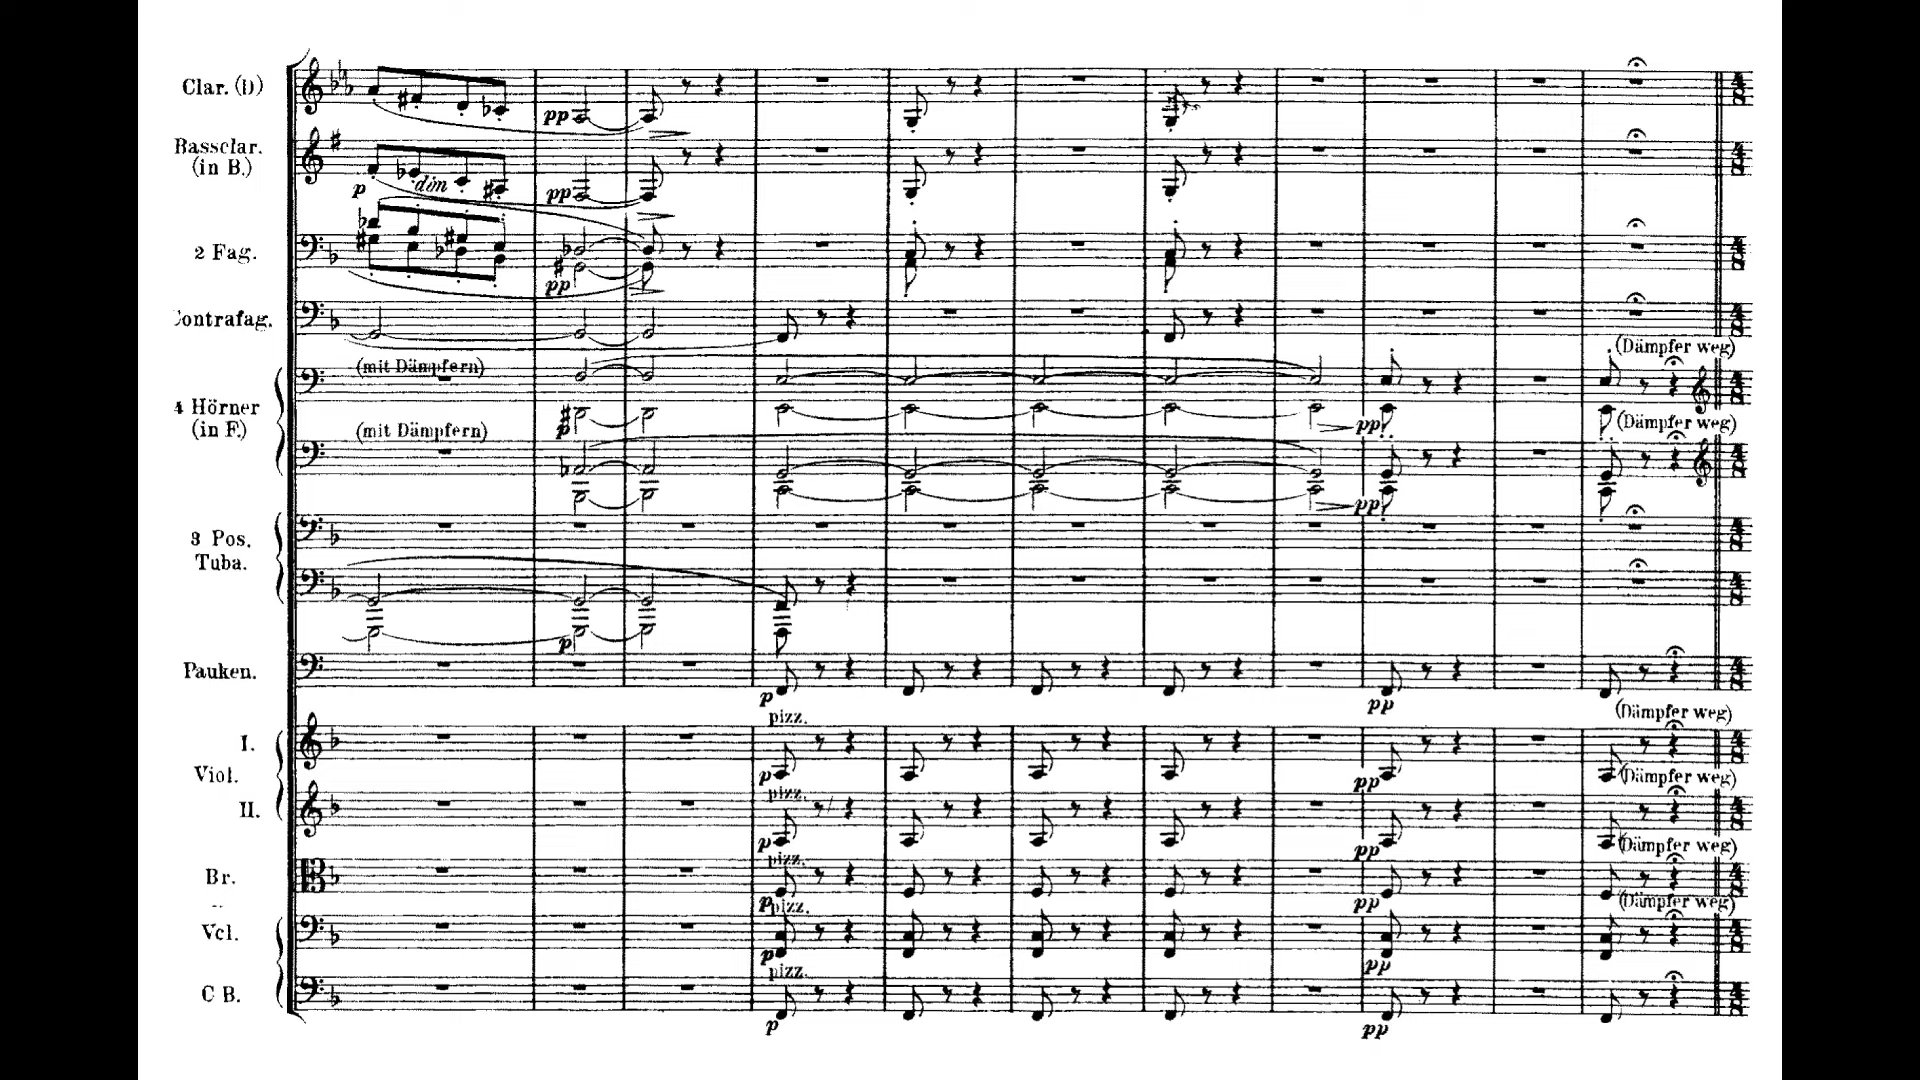 Clar. (D)
pp
Bassclar.
(in B.)
p dim pp
2 Fag.
pp
Contrafag.
(Dämpfer weg)
(mit Dämpfern)
4 Hörner
(in F.)
p pp (Dämpfer weg)
(mit Dämpfern)
pp
3 Pos.
Tuba.
p
Pauken.
p pp
(Dämpfer weg)
pizz.
I.
Viol.
p pp (Dämpfer weg)
pizz.
II.
p pp (Dämpfer weg)
pizz.
Br.
p pp (Dämpfer weg)
pizz.
Vcl.
p pp
pizz.
C B.
p pp
4
8